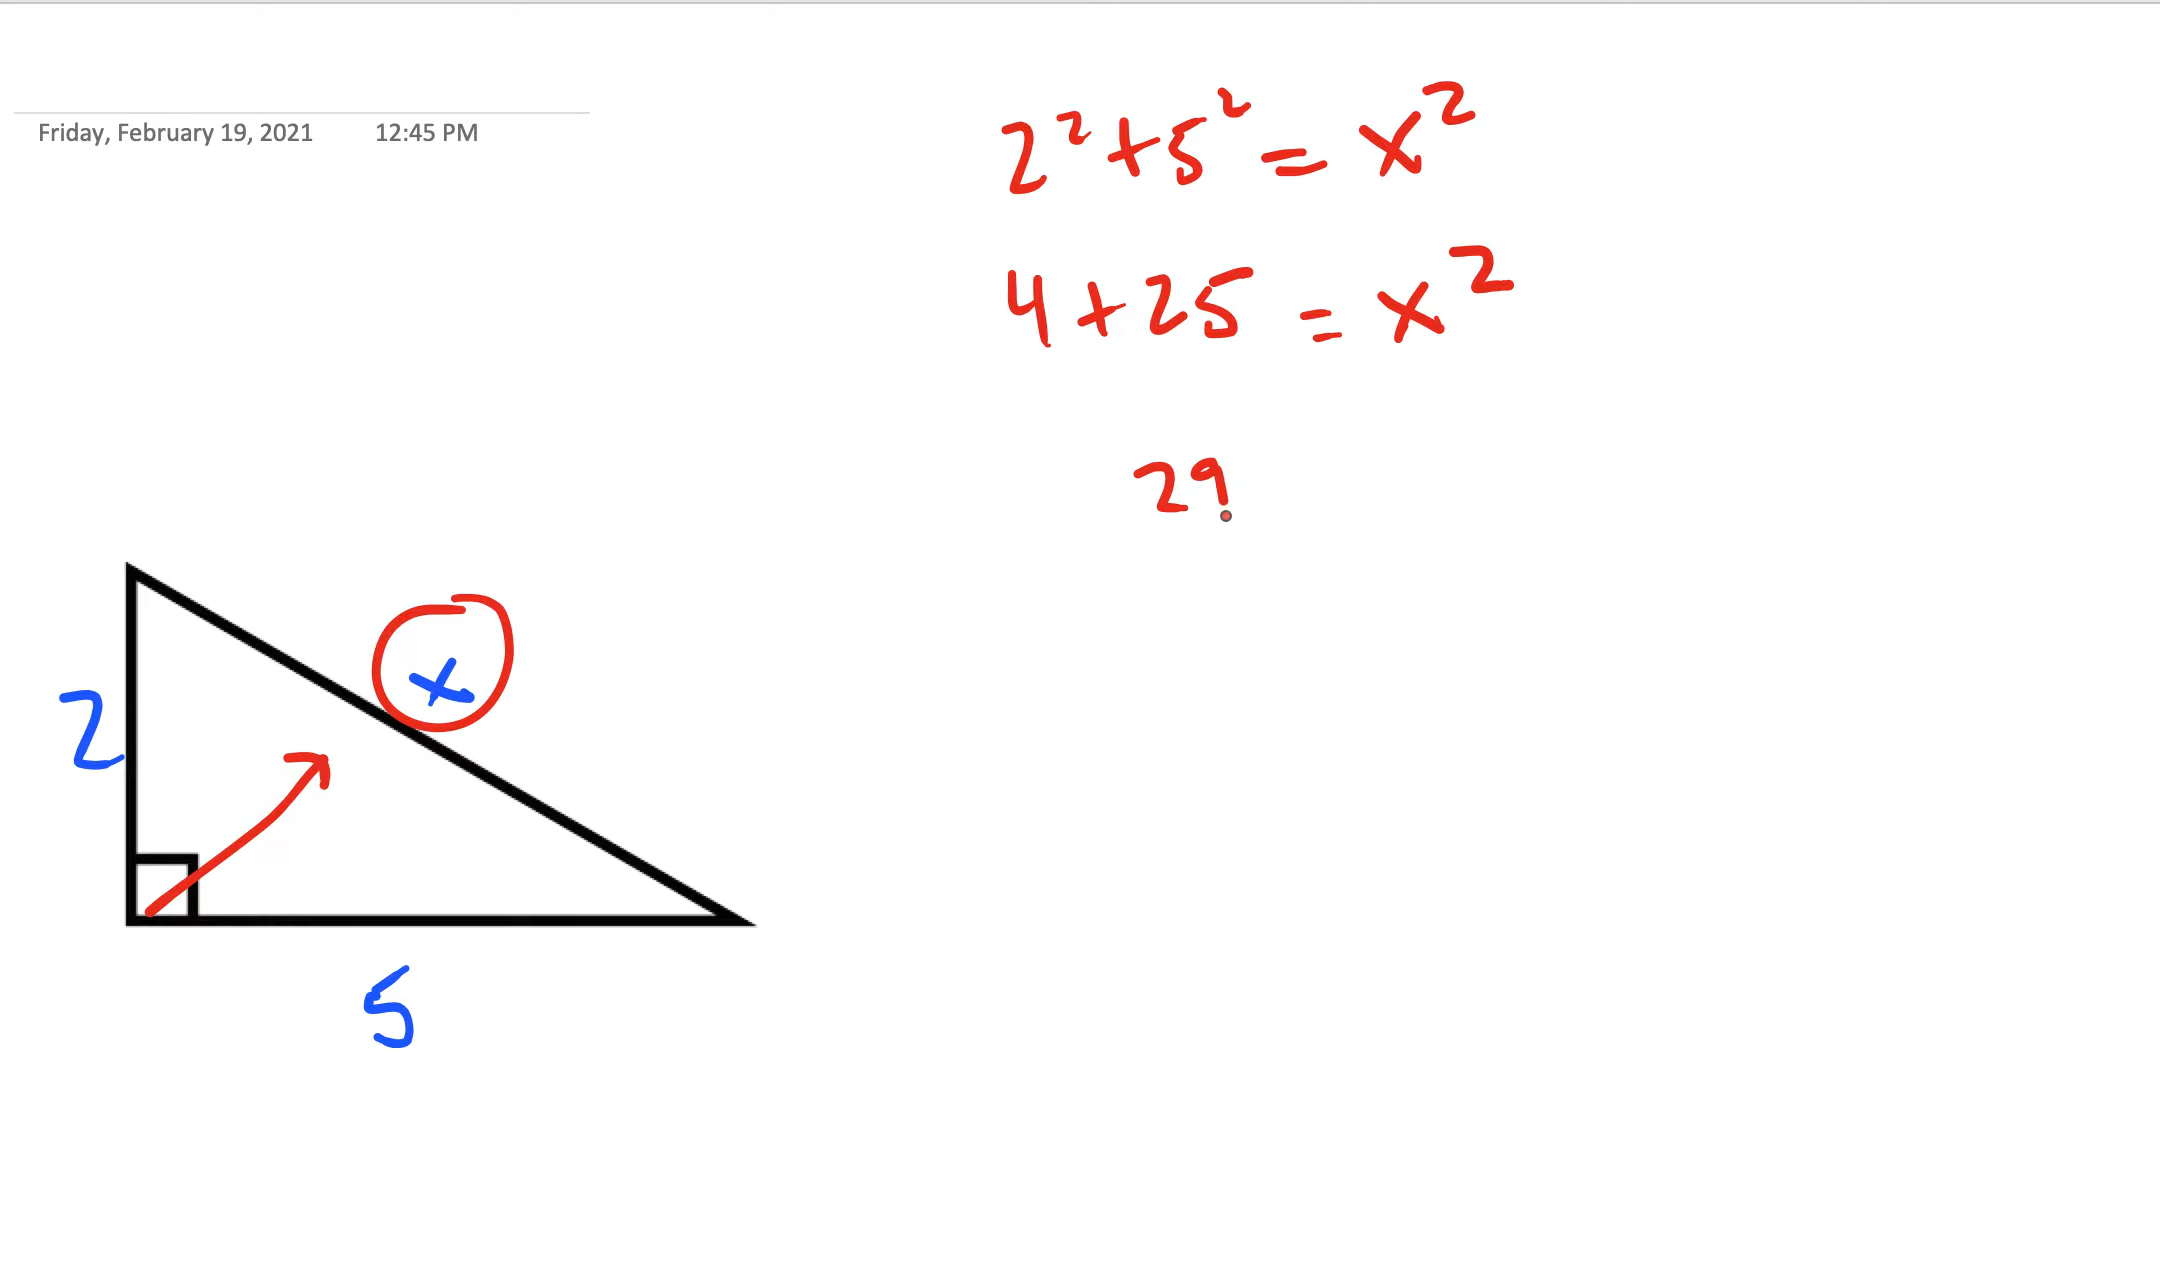 Friday, February 19, 2021 12:45 PM
2² + 5² = x²
4 + 25 = x²
29
x
2
5